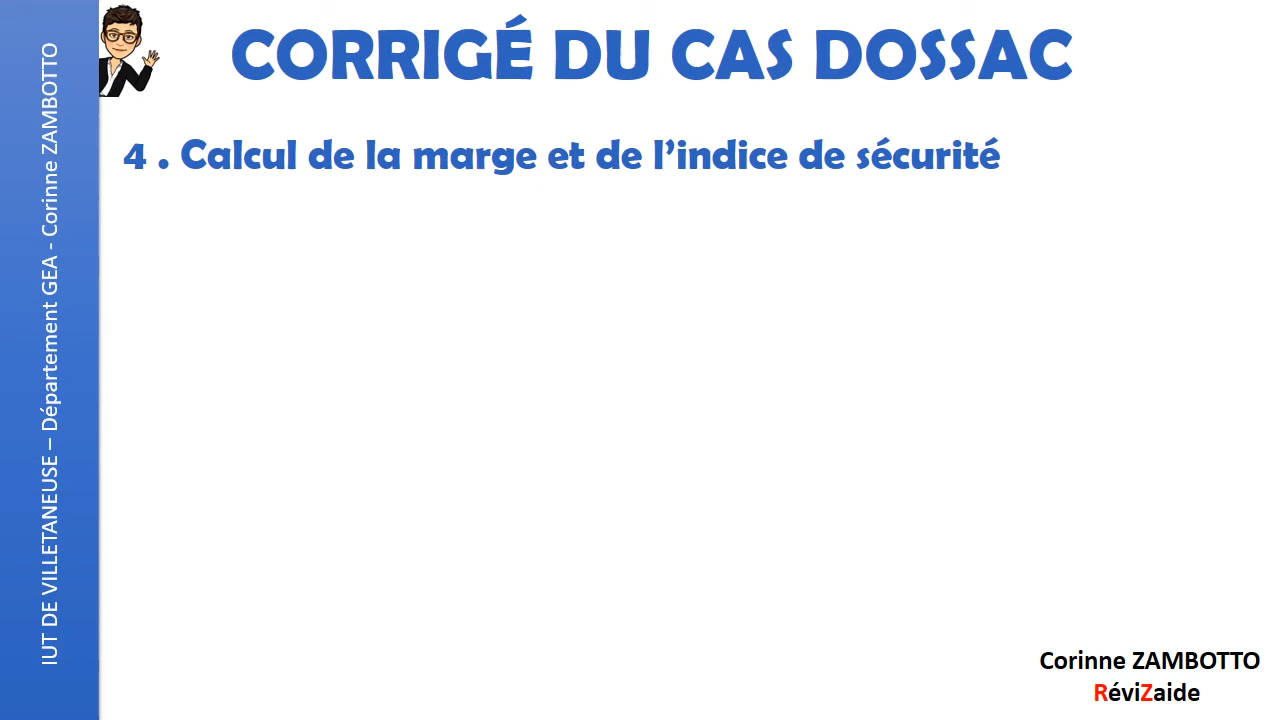 CORRIGÉ DU CAS DOSSAC
4 . Calcul de la marge et de l’indice de sécurité
IUT DE VILLETANEUSE – Département GEA - Corinne ZAMBOTTO
Corinne ZAMBOTTO
RéviZaide